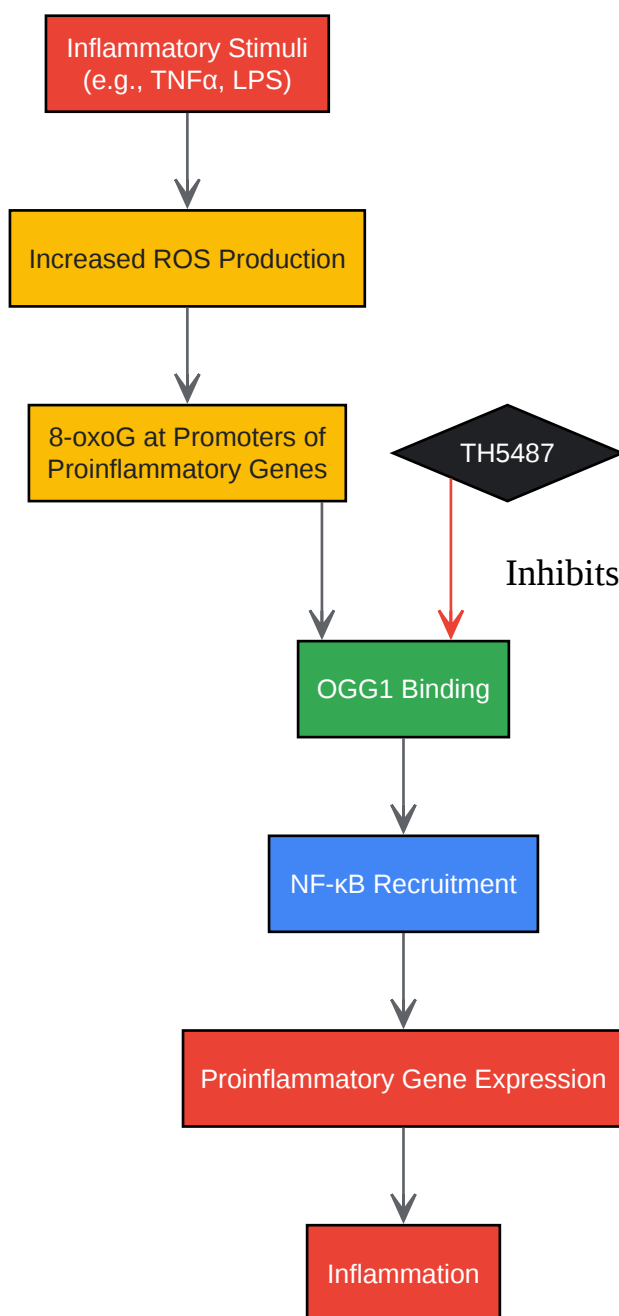 Inflammatory Stimuli
(e.g., TNFα, LPS)
Increased ROS Production
8-oxoG at Promoters of
Proinflammatory Genes
TH5487
Inhibits
OGG1 Binding
NF-κB Recruitment
Proinflammatory Gene Expression
Inflammation